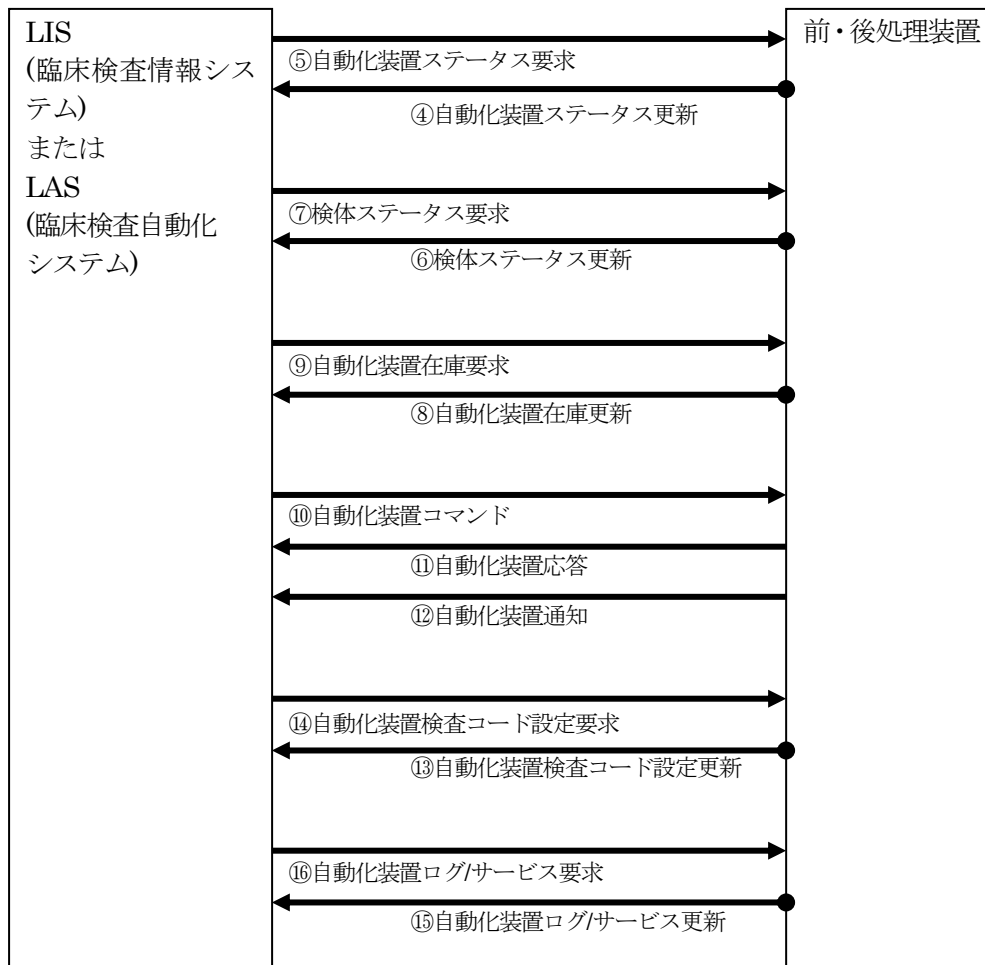 LIS
(臨床検査情報シス
テム)
または
LAS
(臨床検査自動化
システム)
前・後処理装置
⑤自動化装置ステータス要求
④自動化装置ステータス更新
⑦検体ステータス要求
⑥検体ステータス更新
⑨自動化装置在庫要求
⑧自動化装置在庫更新
⑩自動化装置コマンド
⑪自動化装置応答
⑫自動化装置通知
⑭自動化装置検査コード設定要求
⑬自動化装置検査コード設定更新
⑯自動化装置ログ/サービス要求
⑮自動化装置ログ/サービス更新